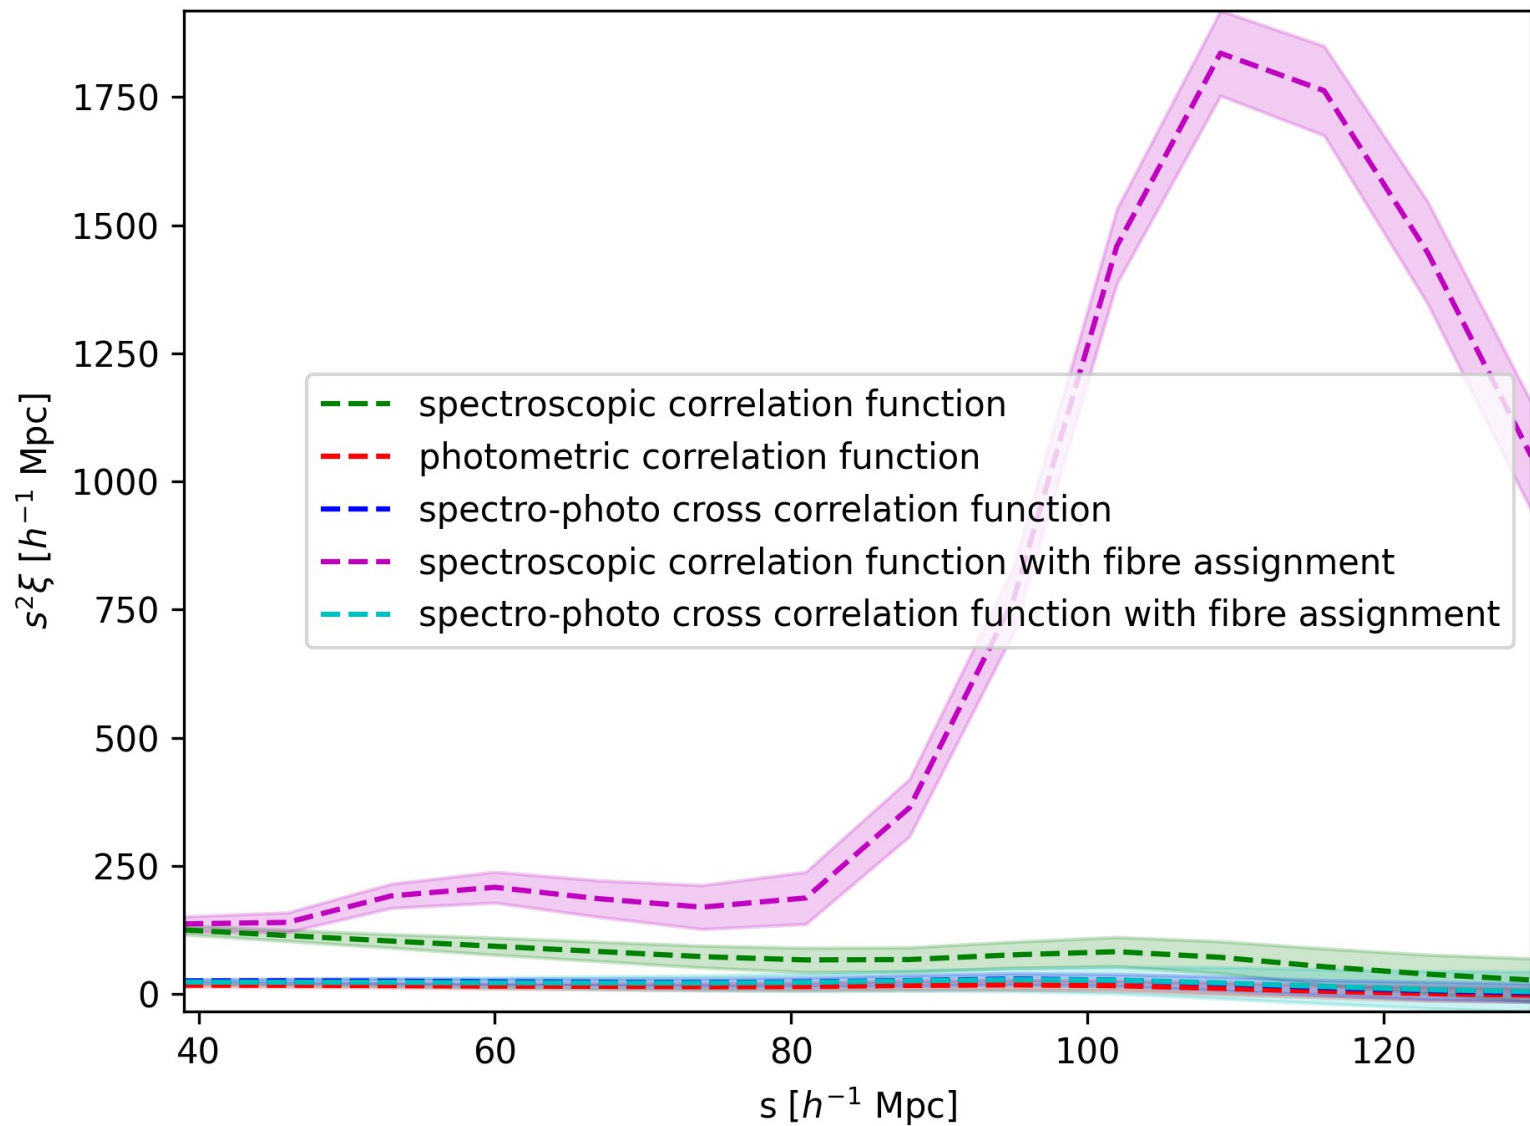 1750
1500
1250
1000
750
500
250
0
s²ξ [h⁻¹ Mpc]
spectroscopic correlation function
photometric correlation function
spectro-photo cross correlation function
spectroscopic correlation function with fibre assignment
spectro-photo cross correlation function with fibre assignment
40 60 80 100 120
s [h⁻¹ Mpc]